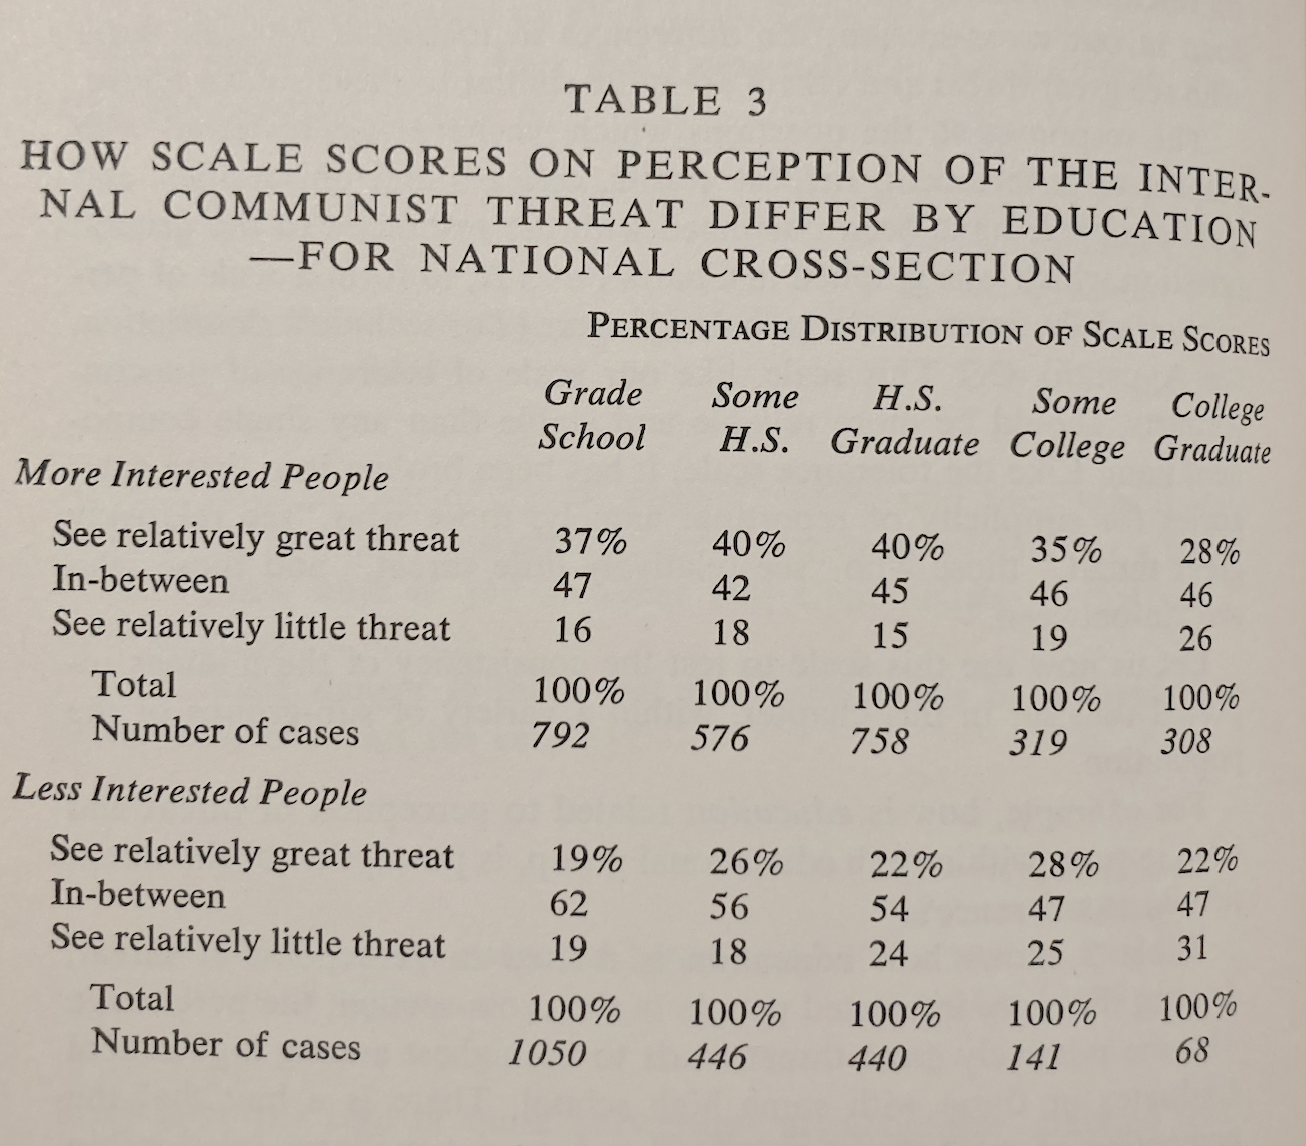 TABLE 3
HOW SCALE SCORES ON PERCEPTION OF THE INTER-
NAL COMMUNIST THREAT DIFFER BY EDUCATION
—FOR NATIONAL CROSS-SECTION
PERCENTAGE DISTRIBUTION OF SCALE SCORES
Grade Some H.S. Some College
School H.S. Graduate College Graduate
More Interested People
See relatively great threat 37% 40% 40% 35% 28%
In-between 47 42 45 46 46
See relatively little threat 16 18 15 19 26
Total 100% 100% 100% 100% 100%
Number of cases 792 576 758 319 308
Less Interested People
See relatively great threat 19% 26% 22% 28% 22%
In-between 62 56 54 47 47
See relatively little threat 19 18 24 25 31
Total 100% 100% 100% 100% 100%
Number of cases 1050 446 440 141 68